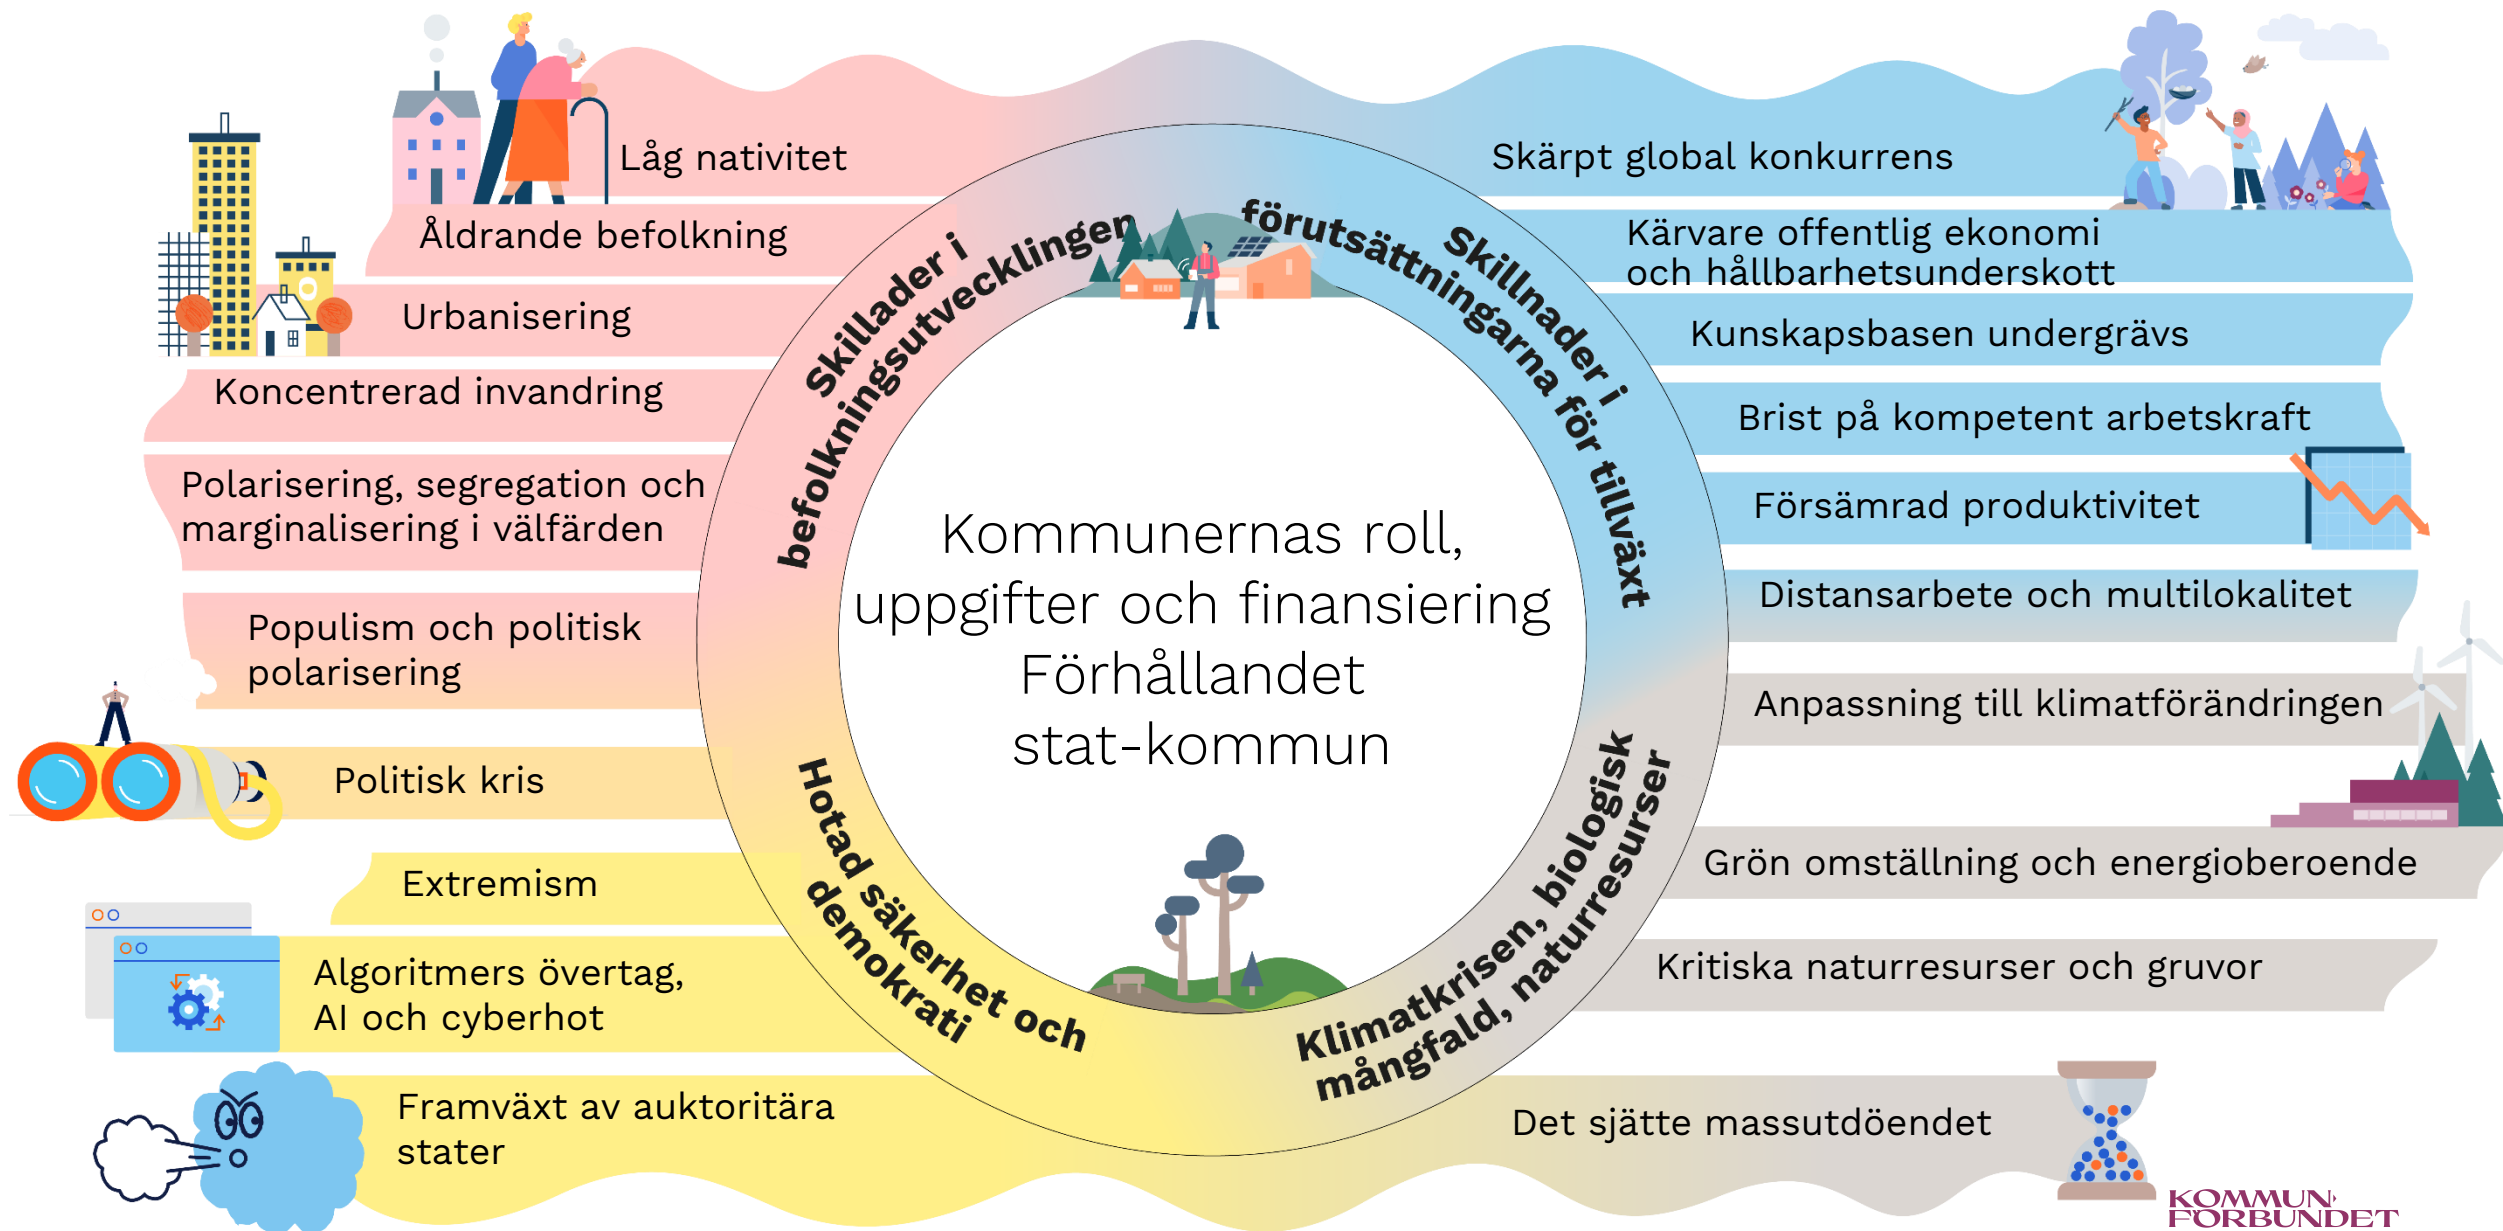 Låg nativitet
Åldrande befolkning
Urbanisering
Koncentrerad invandring
Polarisering, segregation och
marginalisering i välfärden
Populism och politisk
polarisering
Politisk kris
Extremism
Algoritmers övertag,
AI och cyberhot
Framväxt av auktoritära
stater
Skillader i
befolkningsutvecklingen
Skillnader i
förutsättningarna för tillväxt
Kommunernas roll,
uppgifter och finansiering
Förhållandet
stat-kommun
Hotad säkerhet och
demokrati
Klimatkrisen, biologisk
mångfald, naturresurser
Skärpt global konkurrens
Kärvare offentlig ekonomi
och hållbarhetsunderskott
Kunskapsbasen undergrävs
Brist på kompetent arbetskraft
Försämrad produktivitet
Distansarbete och multilokalitet
Anpassning till klimatförändringen
Grön omställning och energioberoende
Kritiska naturresurser och gruvor
Det sjätte massutdöendet
KOMMUN-
FÖRBUNDET